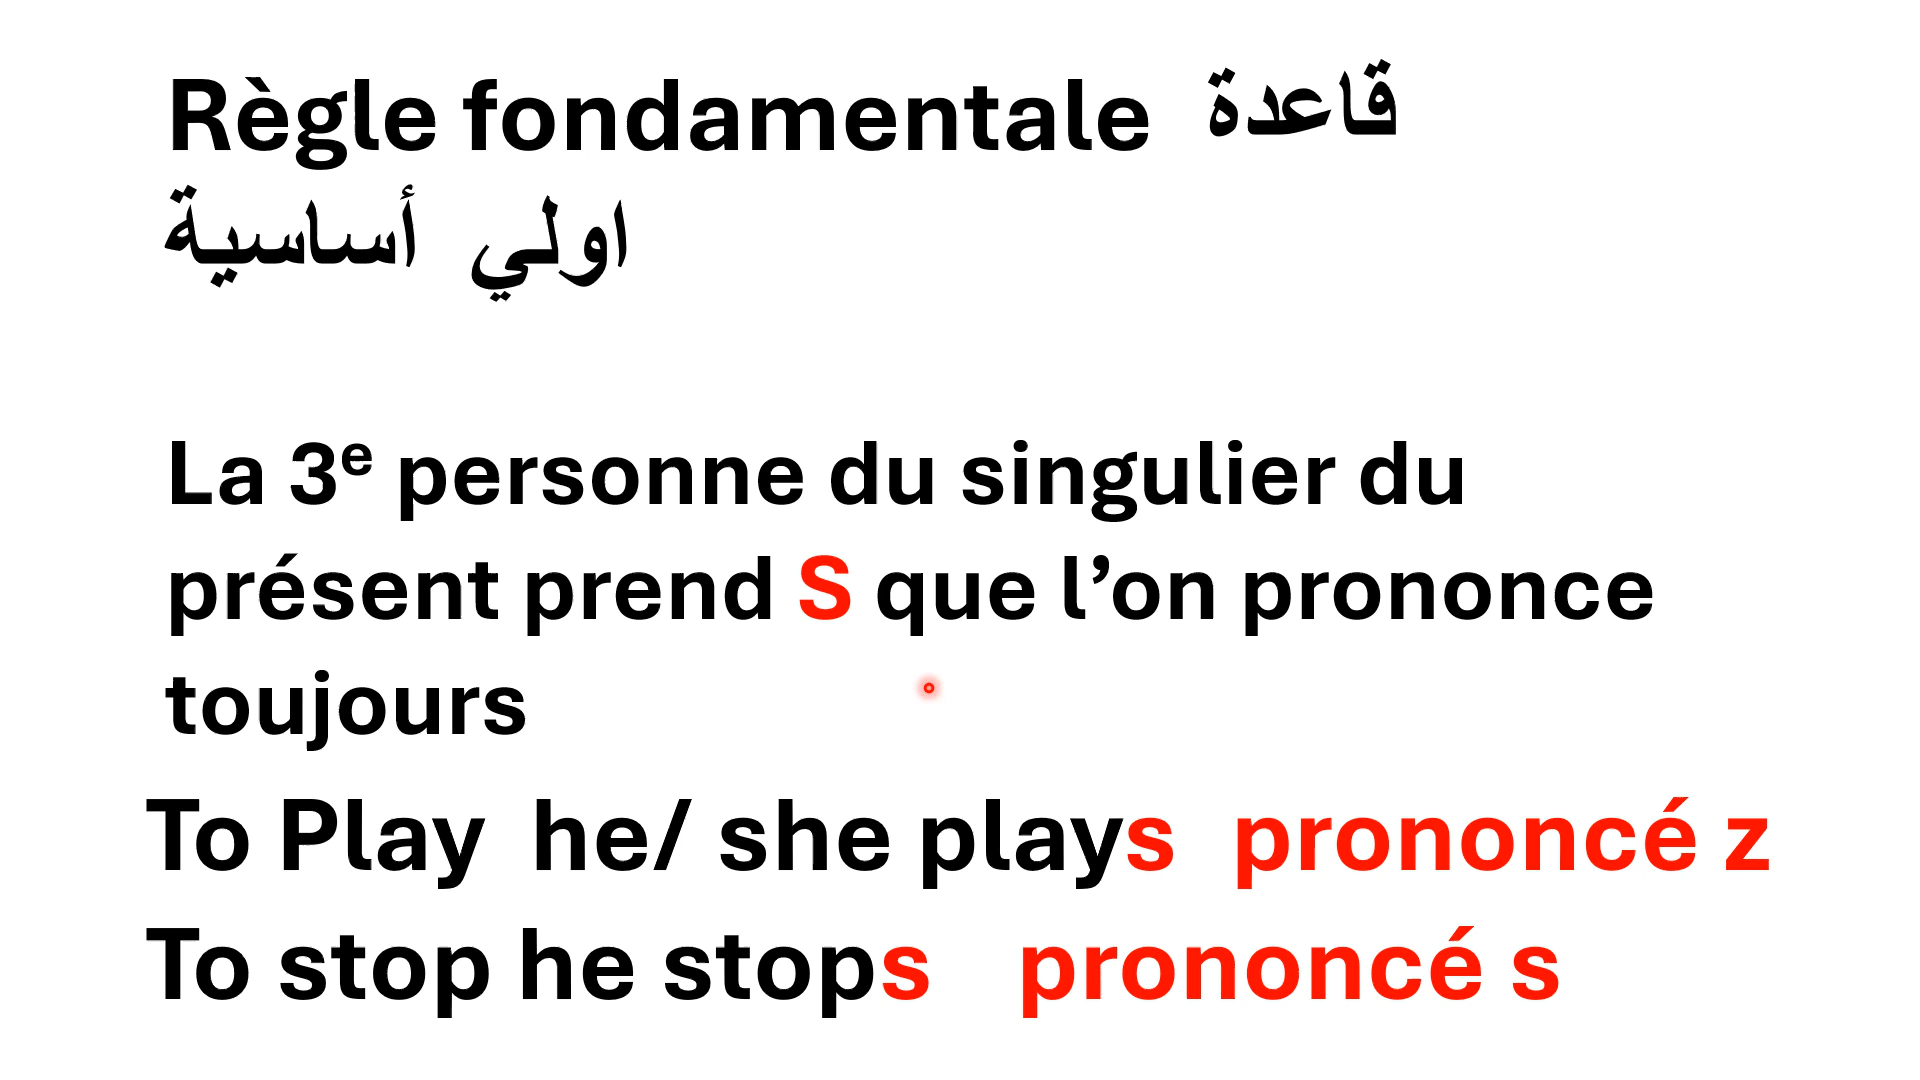 Règle fondamentale قاعدة
اولي أساسية
La 3e personne du singulier du
présent prend S que l’on prononce
toujours
To Play he/ she plays prononcé z
To stop he stops prononcé s